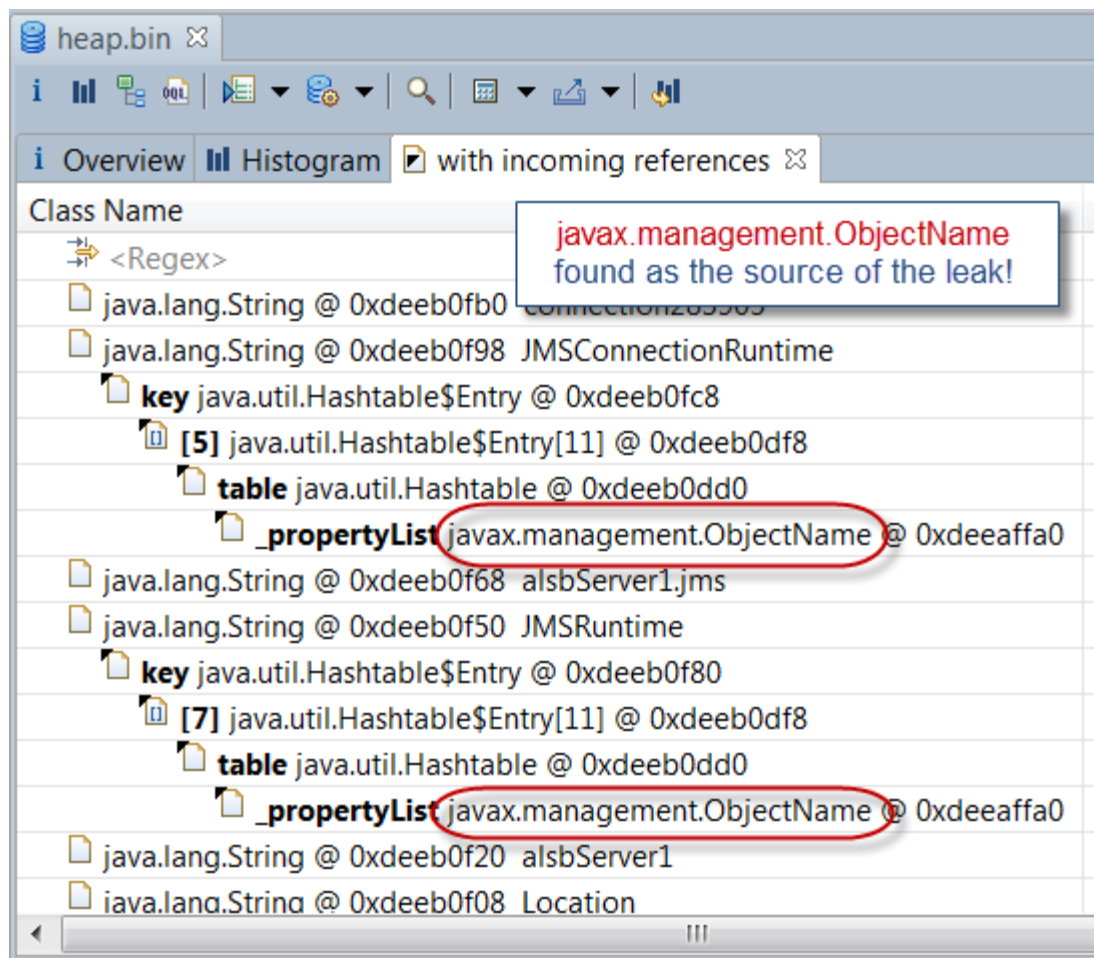 heap.bin
i OQL
i Overview Histogram with incoming references
Class Name
<Regex>
javax.management.ObjectName
found as the source of the leak!
java.lang.String @ 0xdeeb0fb0
java.lang.String @ 0xdeeb0f98 JMSConnectionRuntime
key java.util.Hashtable$Entry @ 0xdeeb0fc8
[5] java.util.Hashtable$Entry[11] @ 0xdeeb0df8
table java.util.Hashtable @ 0xdeeb0dd0
_propertyList javax.management.ObjectName @ 0xdeeaffa0
java.lang.String @ 0xdeeb0f68 alsbServer1.jms
java.lang.String @ 0xdeeb0f50 JMSRuntime
key java.util.Hashtable$Entry @ 0xdeeb0f80
[7] java.util.Hashtable$Entry[11] @ 0xdeeb0df8
table java.util.Hashtable @ 0xdeeb0dd0
_propertyList javax.management.ObjectName @ 0xdeeaffa0
java.lang.String @ 0xdeeb0f20 alsbServer1
java.lang.String @ 0xdeeb0f08 Location